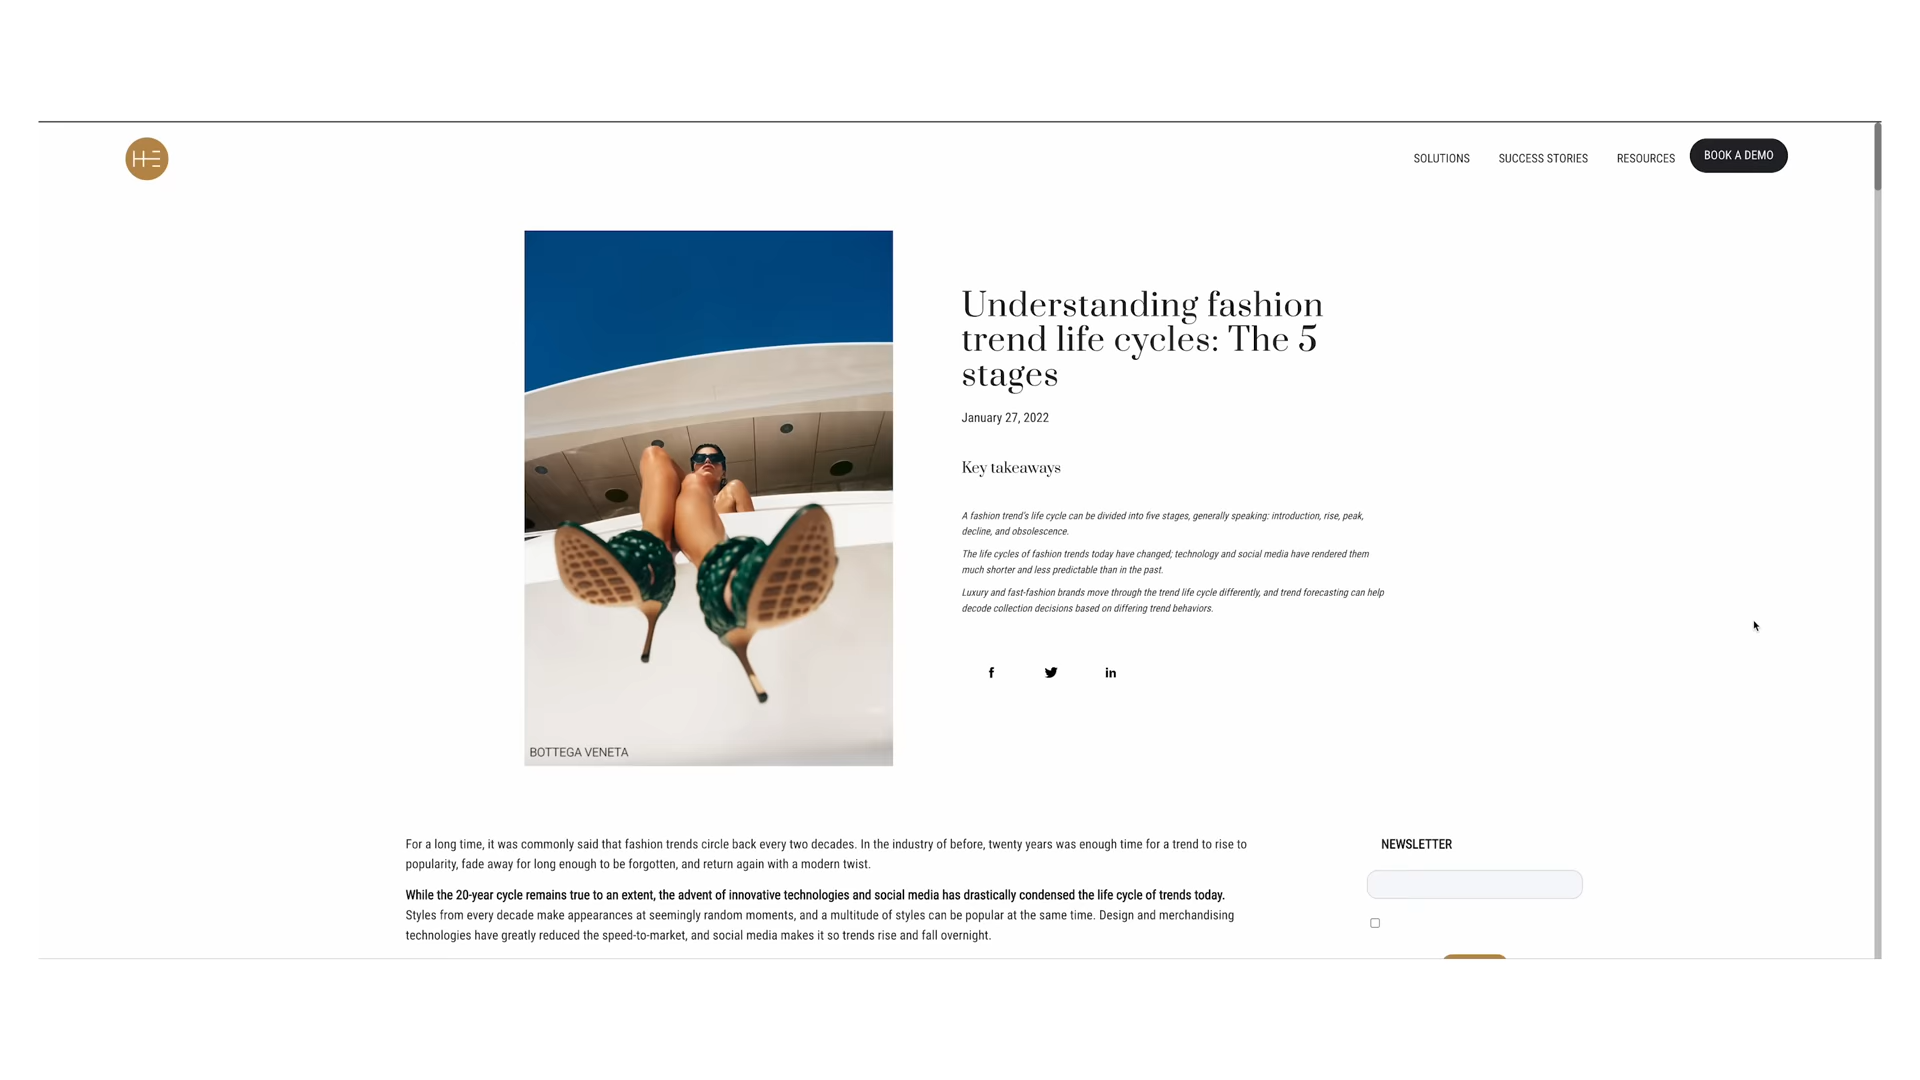 HE
SOLUTIONS
SUCCESS STORIES
RESOURCES
BOOK A DEMO
Understanding fashion
trend life cycles: The 5
stages
January 27, 2022
Key takeaways
A fashion trend's life cycle can be divided into five stages, generally speaking: introduction, rise, peak,
decline, and obsolescence.
The life cycles of fashion trends today have changed; technology and social media have rendered them
much shorter and less predictable than in the past.
Luxury and fast-fashion brands move through the trend life cycle differently, and trend forecasting can help
decode collection decisions based on differing trend behaviors.
BOTTEGA VENETA
For a long time, it was commonly said that fashion trends circle back every two decades. In the industry of before, twenty years was enough time for a trend to rise to
popularity, fade away for long enough to be forgotten, and return again with a modern twist.
While the 20-year cycle remains true to an extent, the advent of innovative technologies and social media has drastically condensed the life cycle of trends today.
Styles from every decade make appearances at seemingly random moments, and a multitude of styles can be popular at the same time. Design and merchandising
technologies have greatly reduced the speed-to-market, and social media makes it so trends rise and fall overnight.
NEWSLETTER